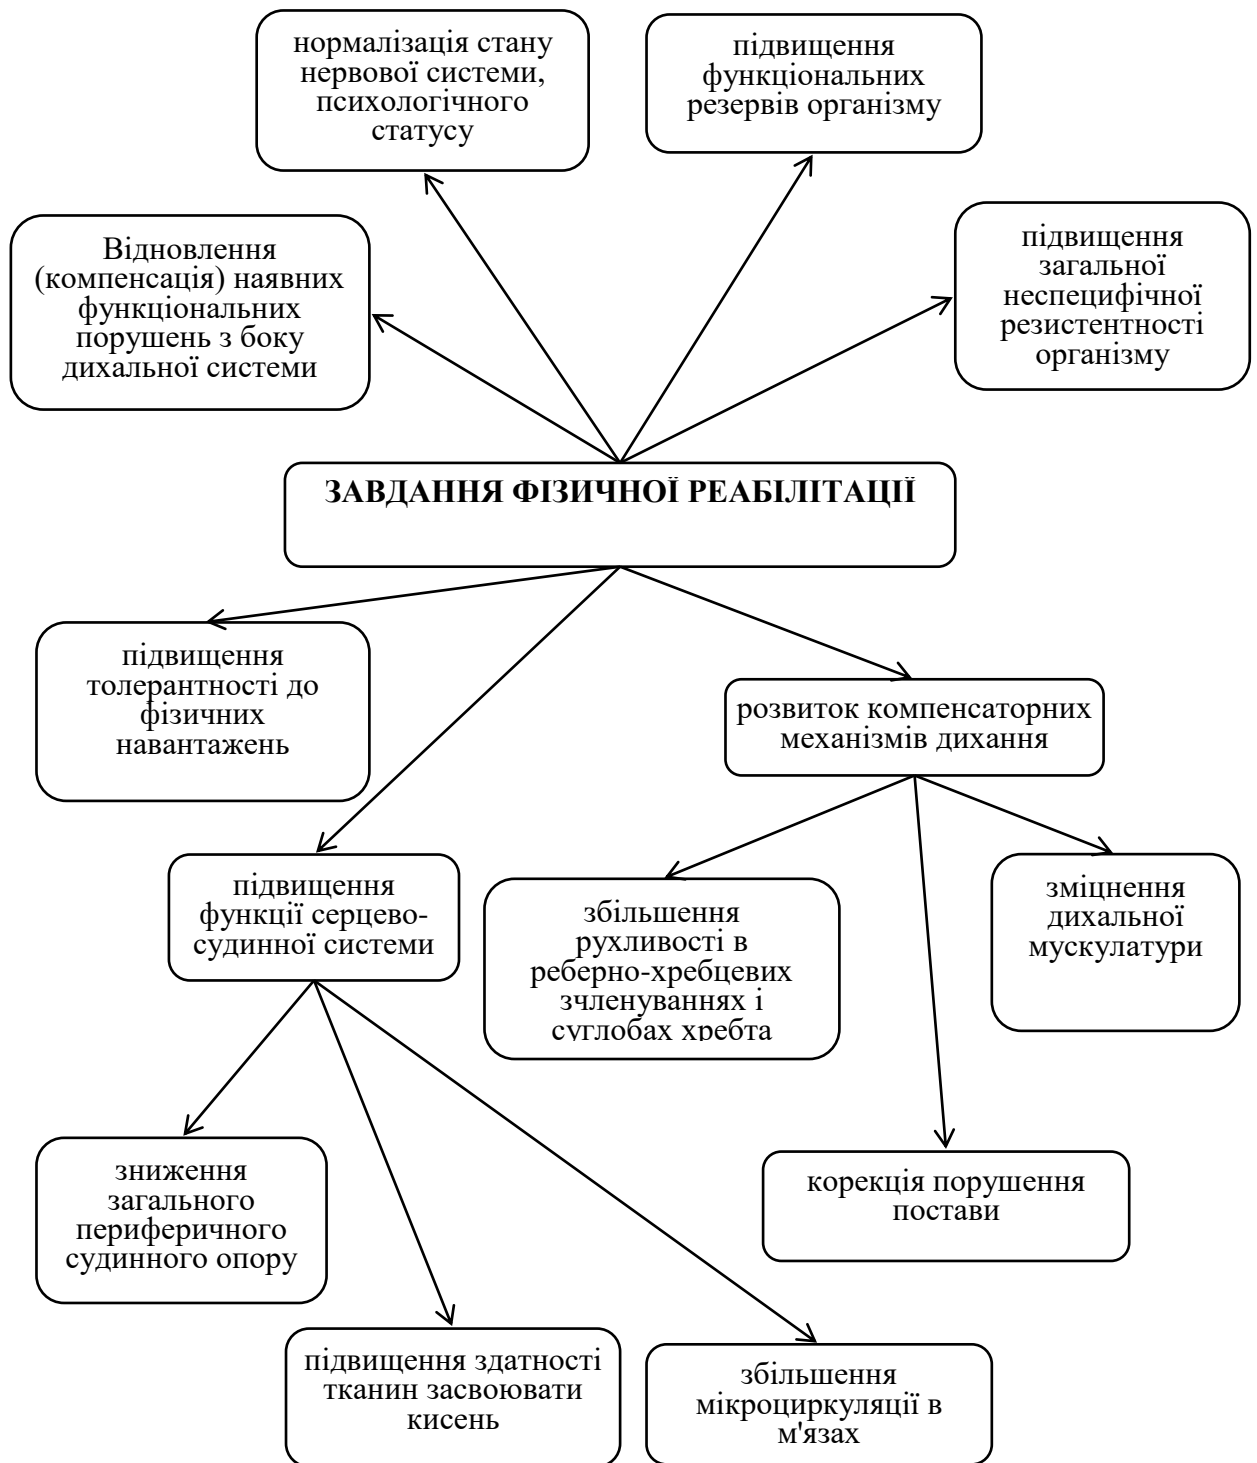 нормалізація стану
нервової системи,
психологічного
статусу
підвищення
функціональних
резервів організму
Відновлення
(компенсація) наявних
функціональних
порушень з боку
дихальної системи
підвищення
загальної
неспецифічної
резистентності
організму
ЗАВДАННЯ ФІЗИЧНОЇ РЕАБІЛІТАЦІЇ
підвищення
толерантності до
фізичних
навантажень
розвиток компенсаторних
механізмів дихання
підвищення
функції серцево-
судинної системи
збільшення
рухливості в
реберно-хребцевих
зчленуваннях і
суглобах хребта
зміцнення
дихальної
мускулатури
зниження
загального
периферичного
судинного опору
корекція порушення
постави
підвищення здатності
тканин засвоювати
кисень
збільшення
мікроциркуляції в
м'язах